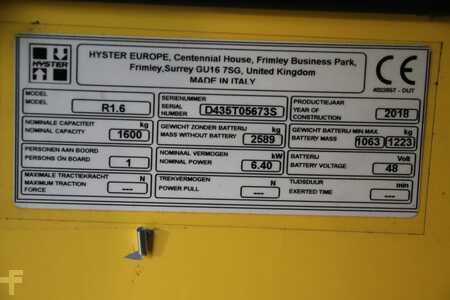 HYSTER
HYSTER EUROPE, Centennial House, Frimley Business Park,
Frimley, Surrey GU16 7SG, United Kingdom
MADE IN ITALY
CE
4023957 - DUT
MODEL
MODEL
R1.6
SERIENUMMER
SERIAL
NUMBER
D435T05673S
PRODUCTIEJAAR
YEAR OF
CONSTRUCTION
2018
NOMINALE CAPACITEIT kg
NOMINAL CAPACITY 1600
GEWICHT ZONDER BATTERIJ kg
MASS WITHOUT BATTERY 2589
GEWICHT BATTERIJ MIN MAX. kg
BATTERY MASS 1063 1223
PERSONEN AAN BOORD
PERSONS ON BOARD 1
NOMINAAL VERMOGEN kW
NOMINAL POWER 6.40
BATTERIJ Volt
BATTERY VOLTAGE 48
MAXIMALE TRACTIEKRACHT N
MAXIMUM TRACTION
FORCE ---
TREKVERMOGEN N
POWER PULL ---
TIJDSDUUR min
EXERTED TIME ---